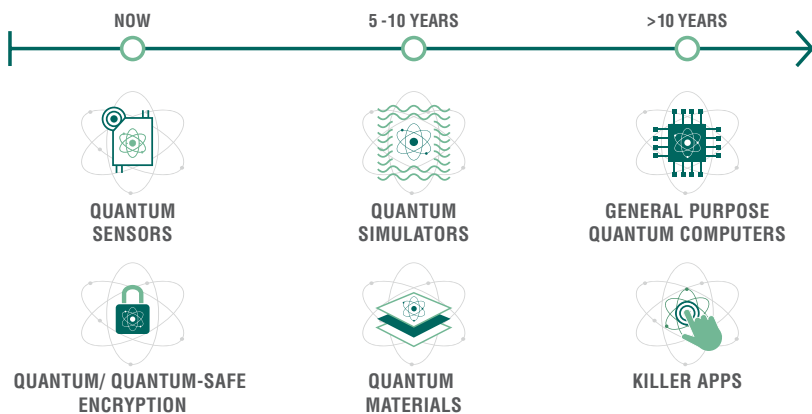 NOW
5 -10 YEARS
>10 YEARS
QUANTUM
SENSORS
QUANTUM
SIMULATORS
GENERAL PURPOSE
QUANTUM COMPUTERS
QUANTUM/ QUANTUM-SAFE
ENCRYPTION
QUANTUM
MATERIALS
KILLER APPS